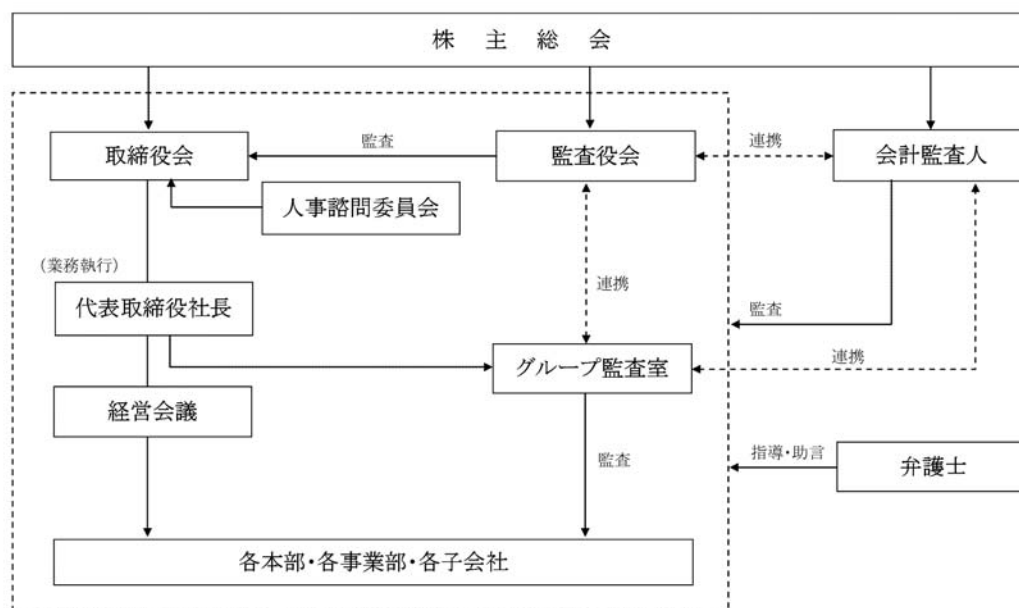 株 主 総 会
取締役会
監査
監査役会
連携
会計監査人
人事諮問委員会
(業務執行)
連携
代表取締役社長
監査
グループ監査室
連携
経営会議
監査
指導・助言
弁護士
各本部・各事業部・各子会社